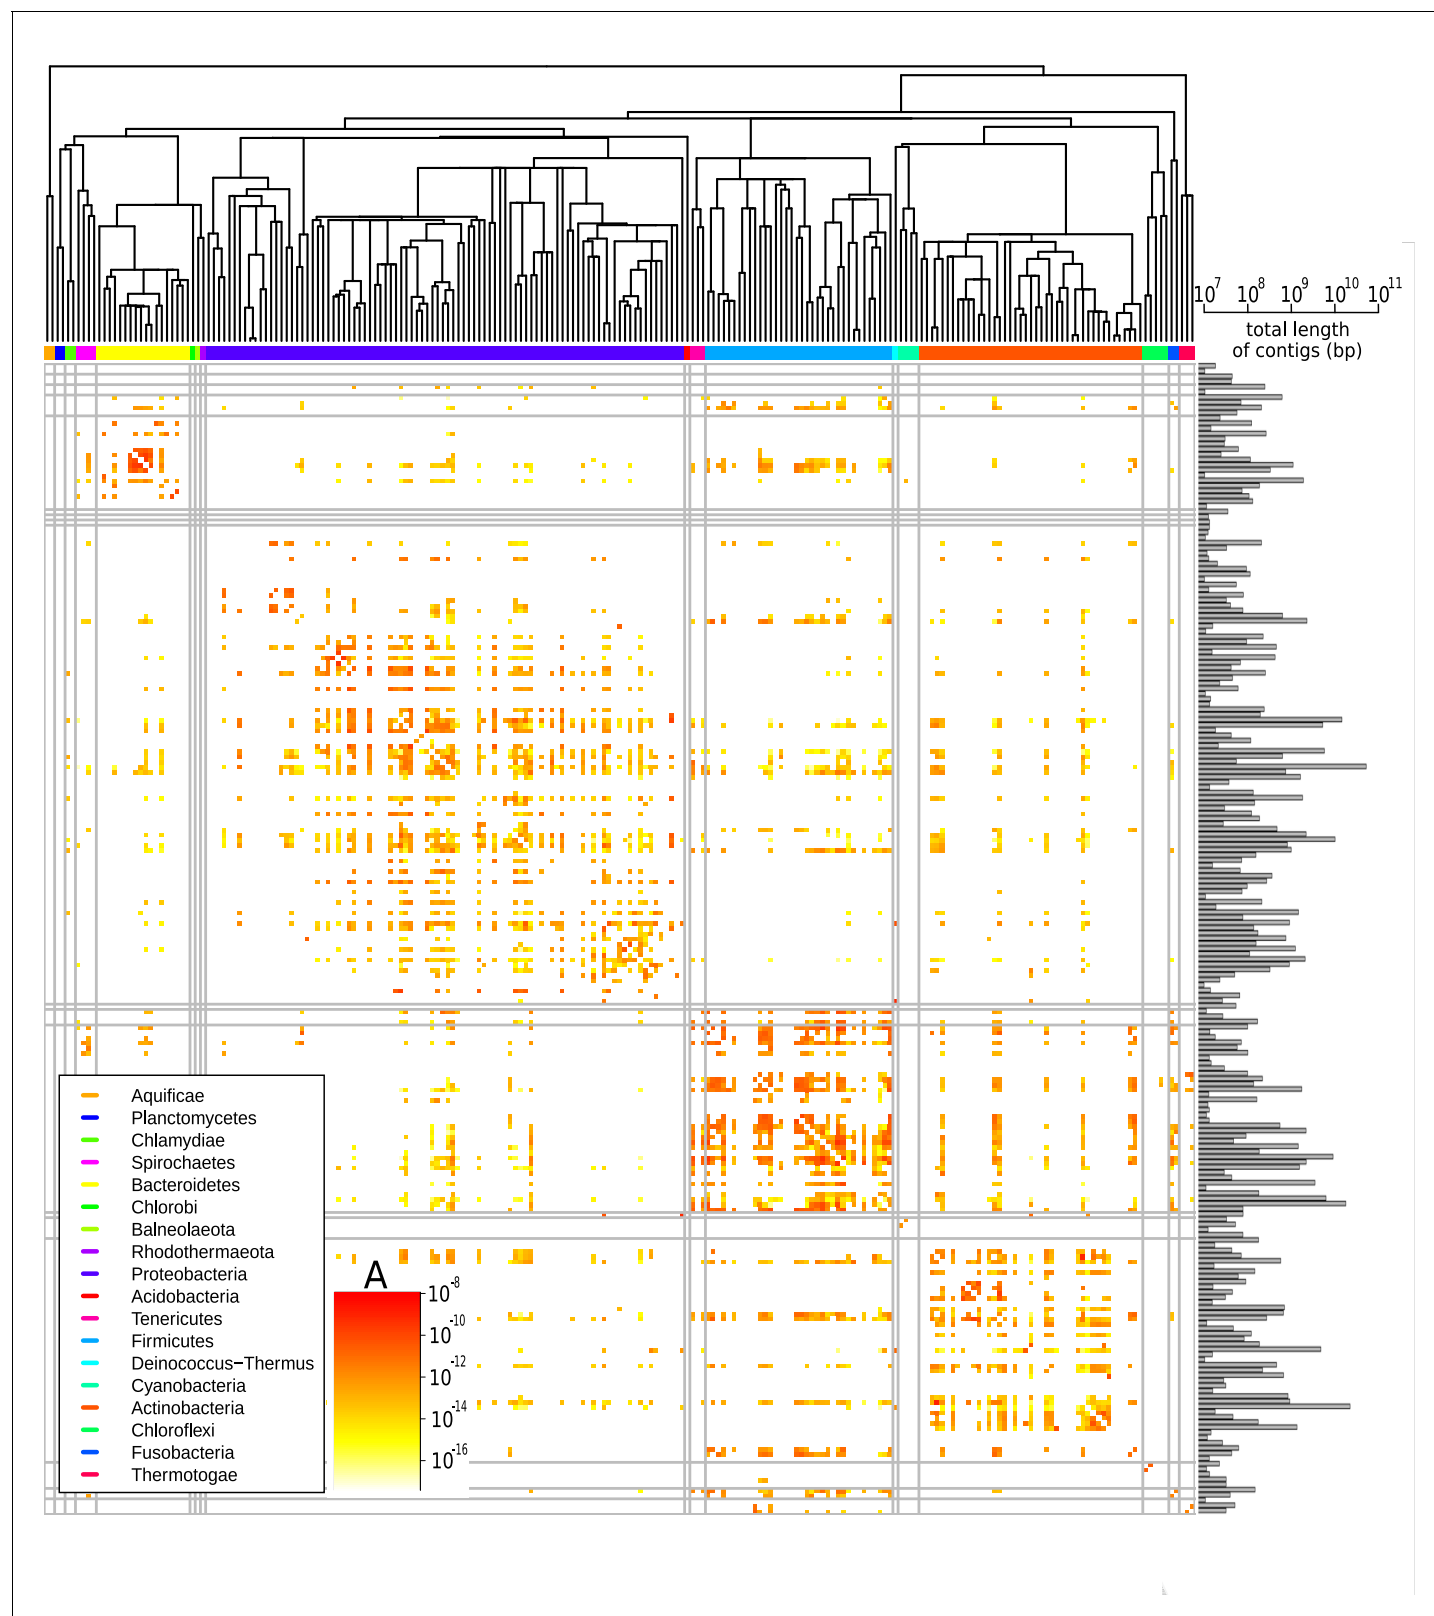 10^7 10^8 10^9 10^10 10^11
total length
of contigs (bp)
Aquificae
Planctomycetes
Chlamydiae
Spirochaetes
Bacteroidetes
Chlorobi
Balneolaeota
Rhodothermaeota
Proteobacteria
Acidobacteria
Tenericutes
Firmicutes
Deinococcus−Thermus
Cyanobacteria
Actinobacteria
Chloroflexi
Fusobacteria
Thermotogae
A
10^-8
10^-10
10^-12
10^-14
10^-16